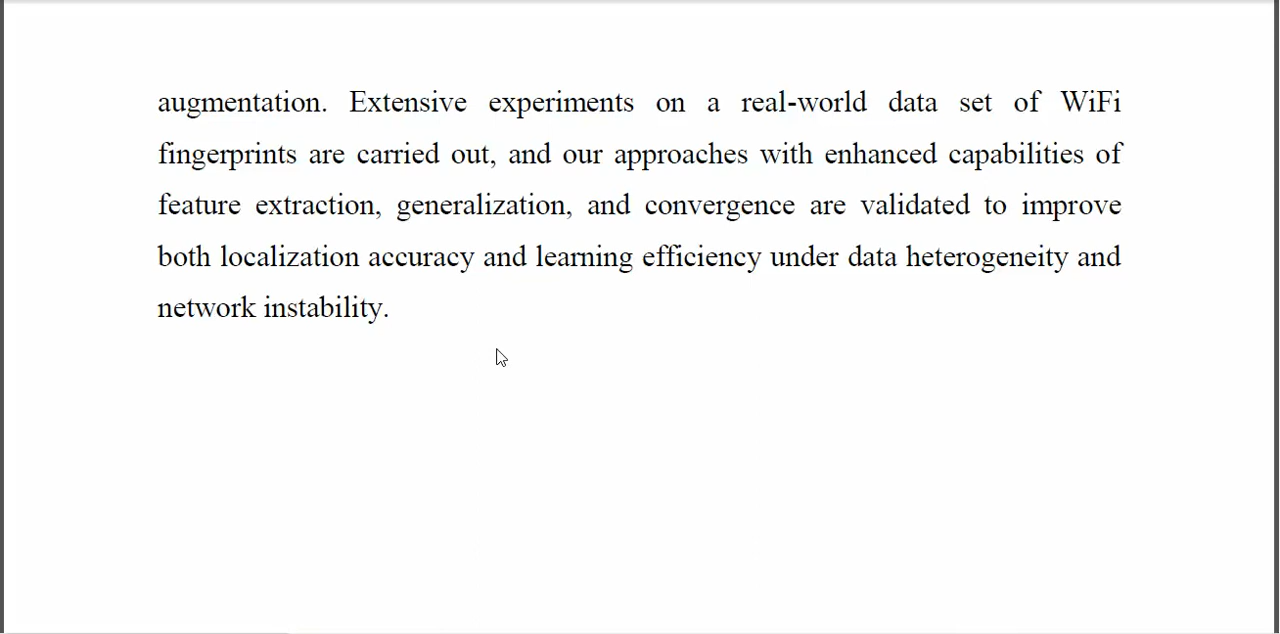 augmentation. Extensive experiments on a real-world data set of WiFi
fingerprints are carried out, and our approaches with enhanced capabilities of
feature extraction, generalization, and convergence are validated to improve
both localization accuracy and learning efficiency under data heterogeneity and
network instability.